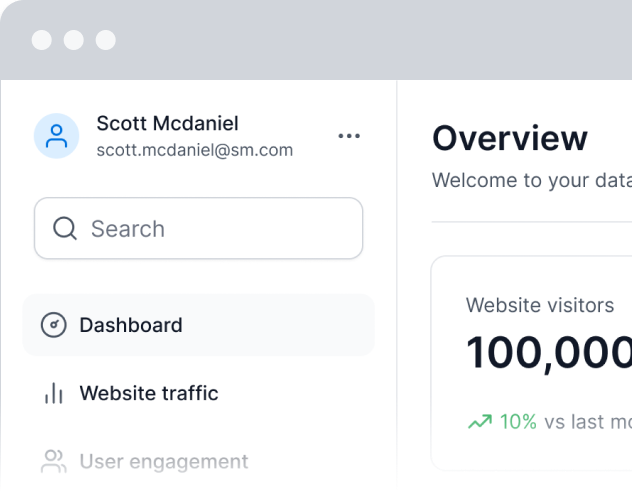 Scott Mcdaniel
scott.mcdaniel@sm.com
Search
Dashboard
Website traffic
User engagement
Overview
Welcome to your data
Website visitors
100,000
10% vs last mo